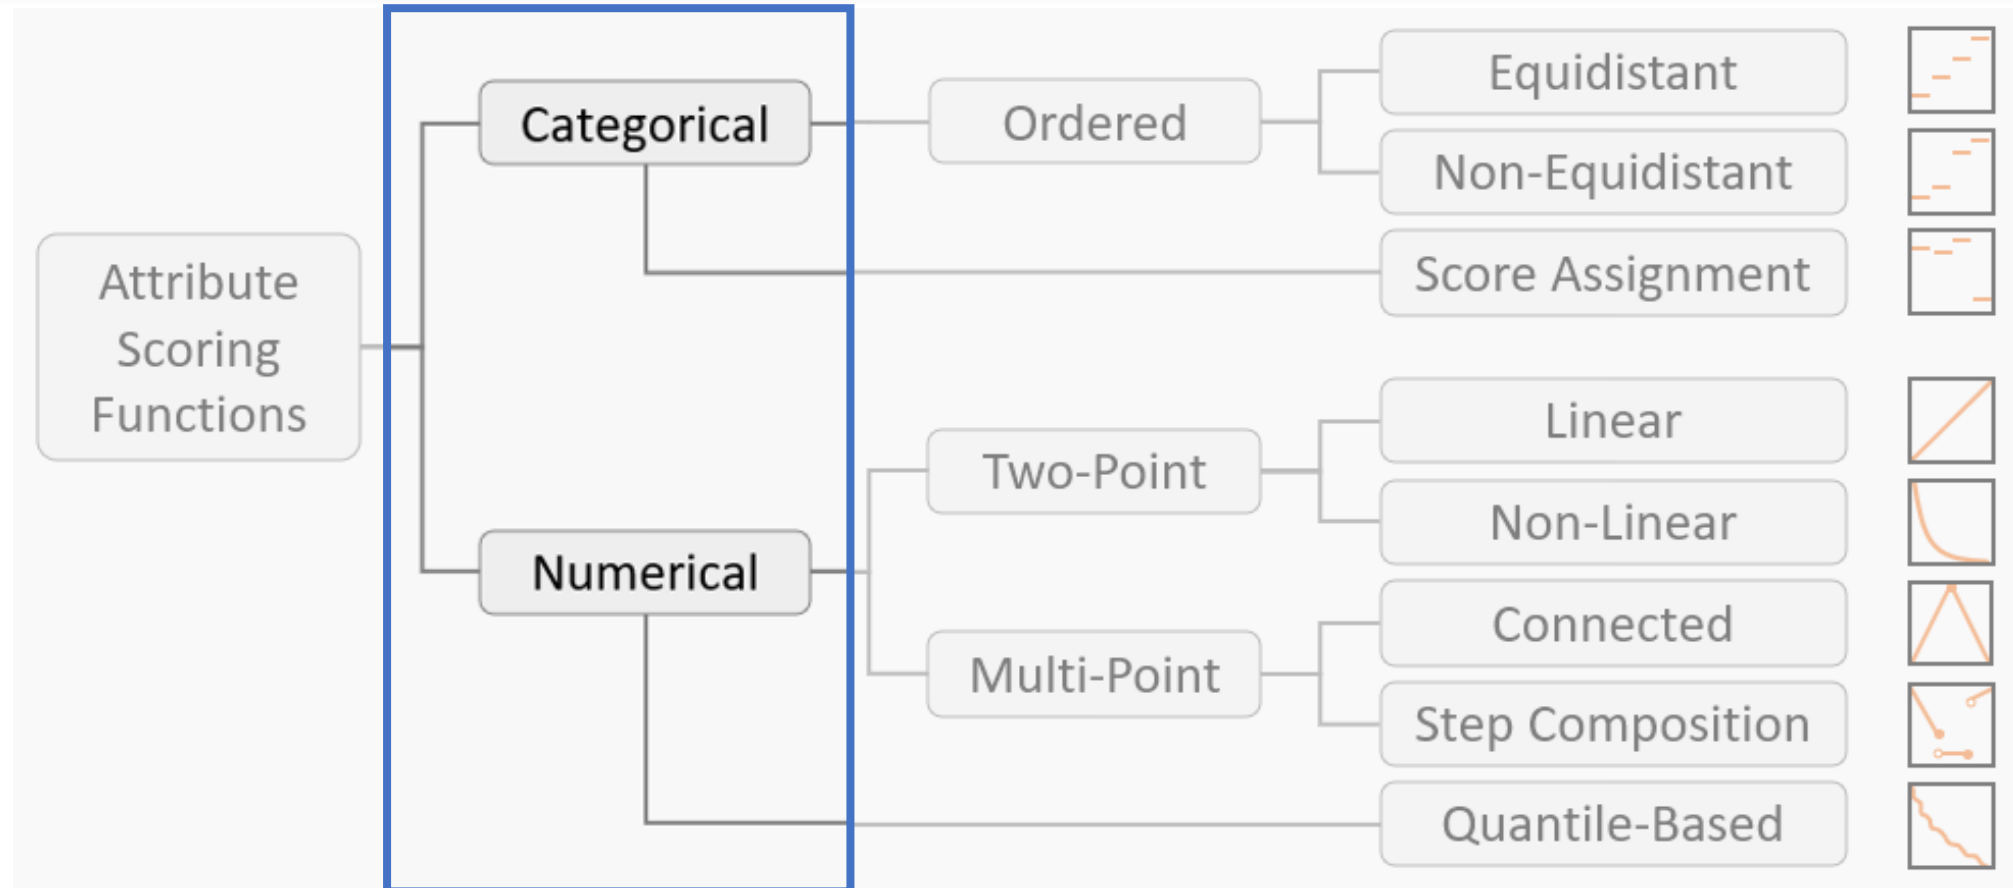 Attribute
Scoring
Functions
Categorical
Numerical
Ordered
Two-Point
Multi-Point
Equidistant
Non-Equidistant
Score Assignment
Linear
Non-Linear
Connected
Step Composition
Quantile-Based